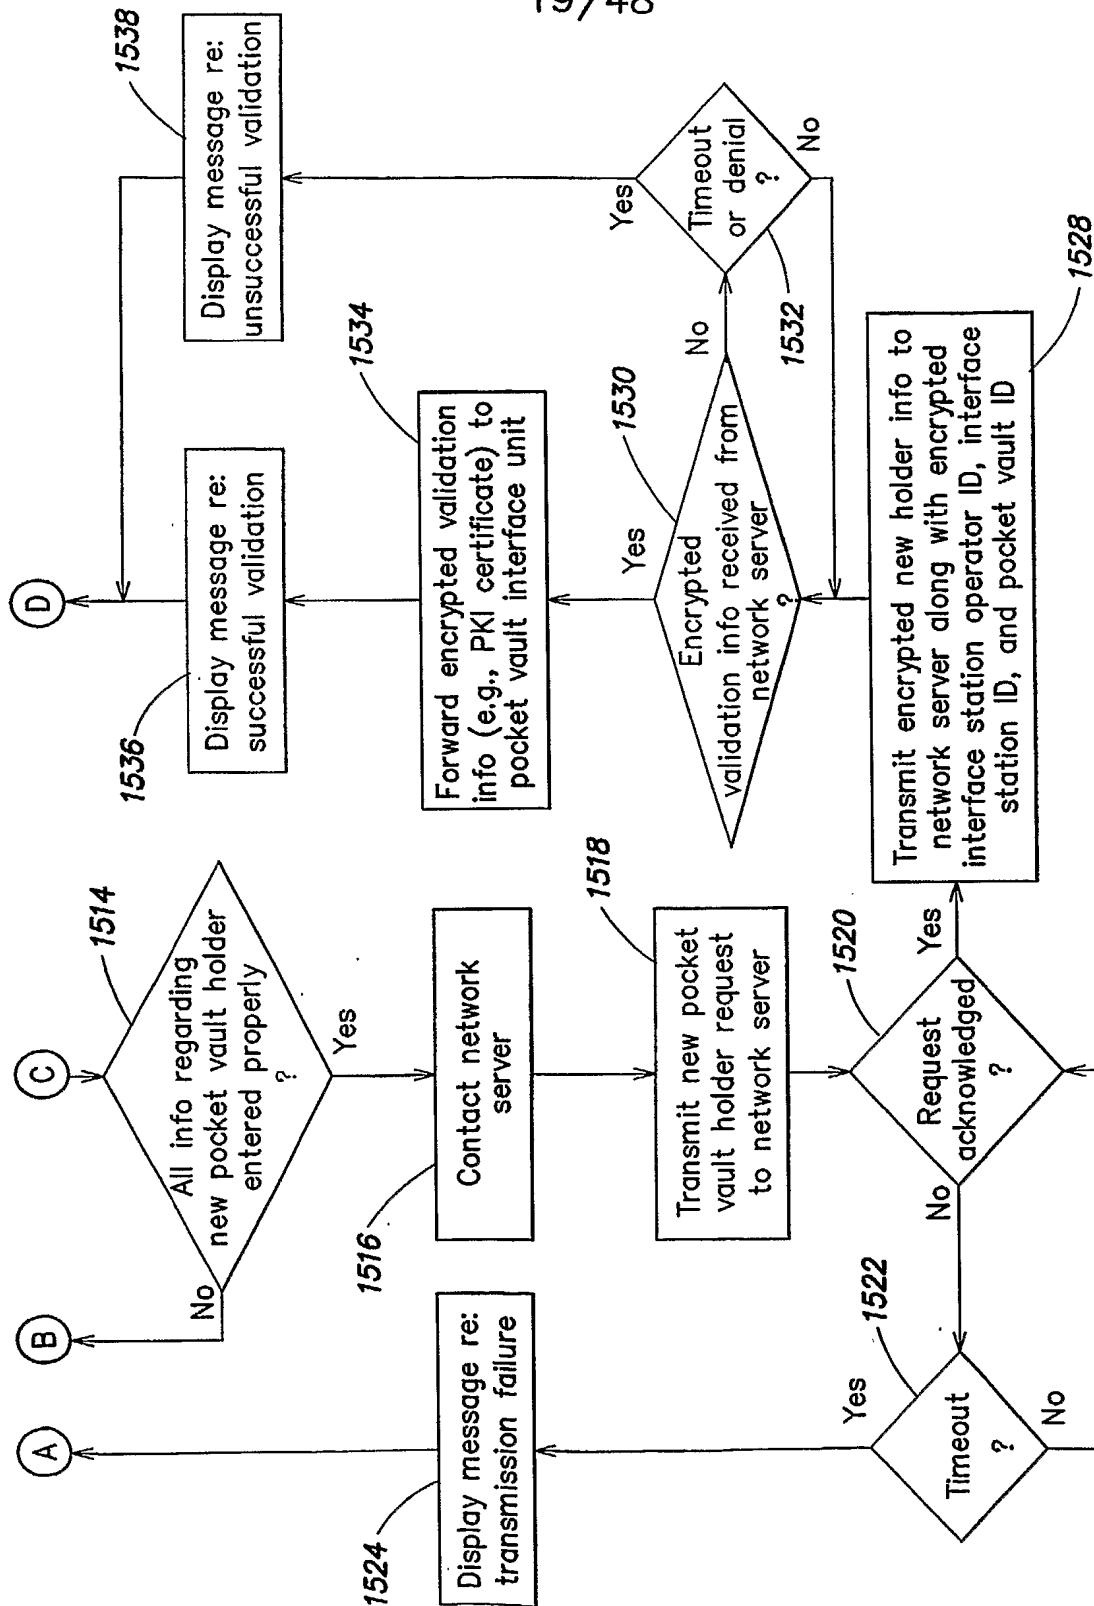 19/48
A
B
C
D
1514
All info regarding
new pocket vault holder
entered properly
?
No
Yes
1516
Contact network
server
1518
Transmit new pocket
vault holder request
to network server
1520
Request
acknowledged
?
No
Yes
1522
Timeout
?
Yes
No
1524
Display message re:
transmission failure
1528
Transmit encrypted new holder info to
network server along with encrypted
interface station operator ID, interface
station ID, and pocket vault ID
1530
Encrypted
validation info received from
network server
?
Yes
No
1532
Timeout
or denial
?
Yes
No
1534
Forward encrypted validation
info (e.g., PKI certificate) to
pocket vault interface unit
1536
Display message re:
successful validation
1538
Display message re:
unsuccessful validation